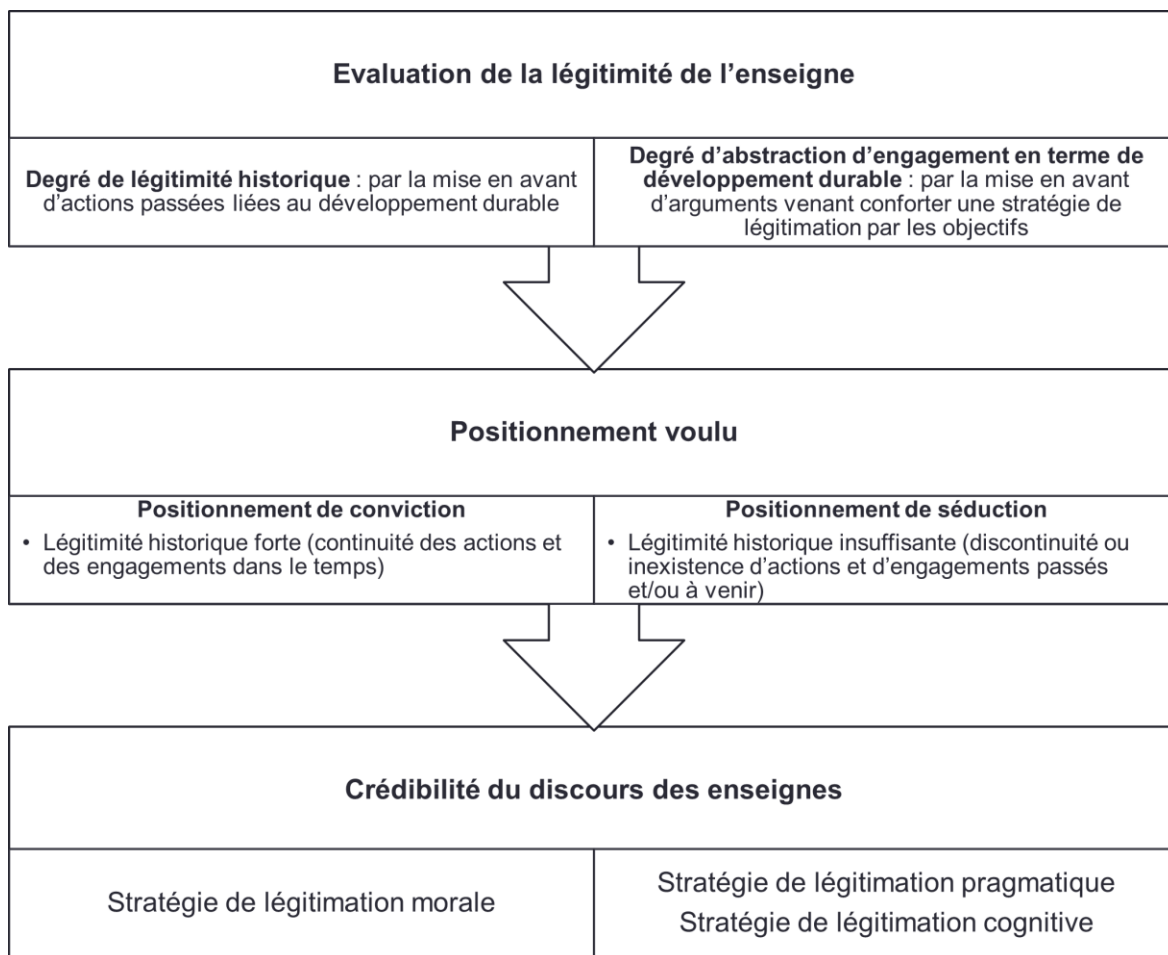 Evaluation de la légitimité de l’enseigne
Degré de légitimité historique : par la mise en avant
d’actions passées liées au développement durable
Degré d’abstraction d’engagement en terme de
développement durable : par la mise en avant
d’arguments venant conforter une stratégie de
légitimation par les objectifs
Positionnement voulu
Positionnement de conviction
• Légitimité historique forte (continuité des actions et
des engagements dans le temps)
Positionnement de séduction
• Légitimité historique insuffisante (discontinuité ou
inexistence d’actions et d’engagements passés
et/ou à venir)
Crédibilité du discours des enseignes
Stratégie de légitimation morale
Stratégie de légitimation pragmatique
Stratégie de légitimation cognitive